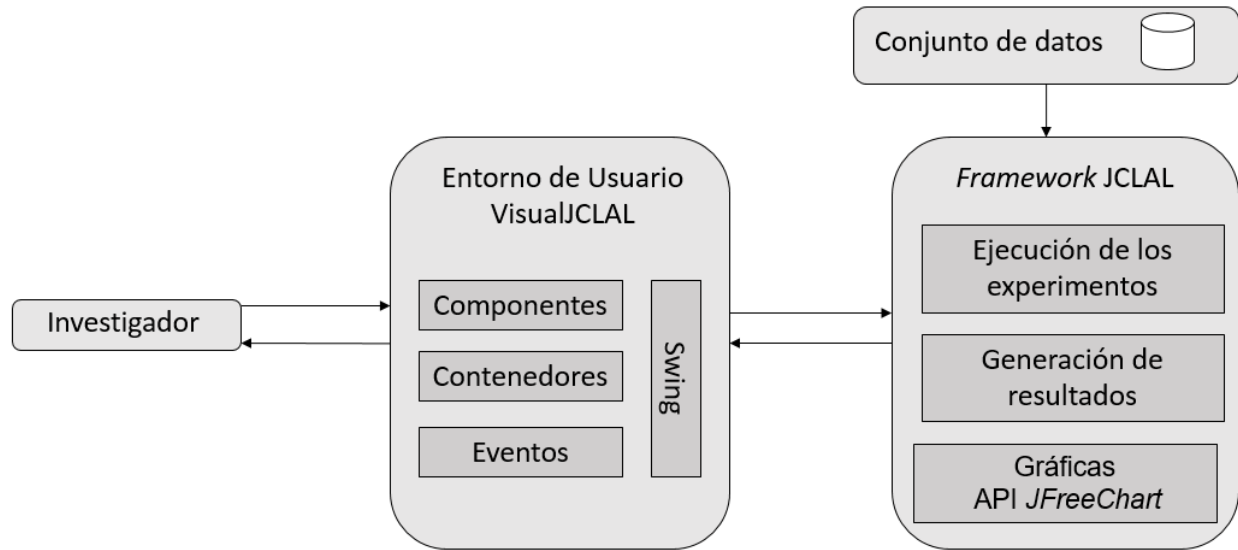 Conjunto de datos
Entorno de Usuario
VisualJCLAL
Framework JCLAL
Investigador
Componentes
Contenedores
Eventos
Swing
Ejecución de los
experimentos
Generación de
resultados
Gráficas
API JFreeChart